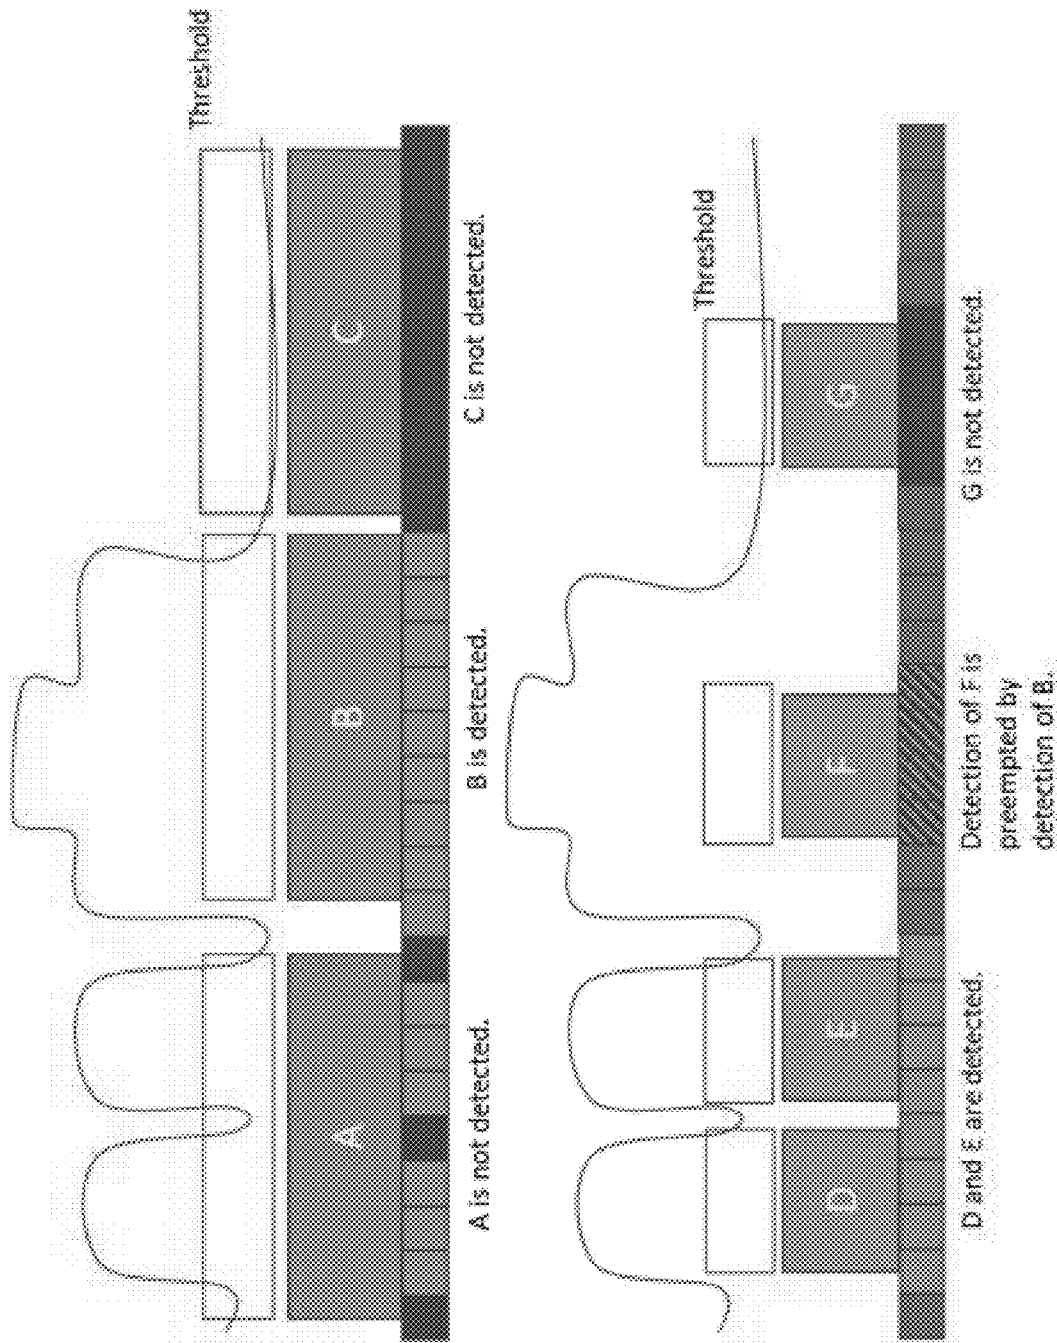 Threshold
A
B
C
A is not detected.
B is detected.
C is not detected.
Threshold
D
E
F
G
D and E are detected.
Detection of F is
preempted by
detection of B.
G is not detected.